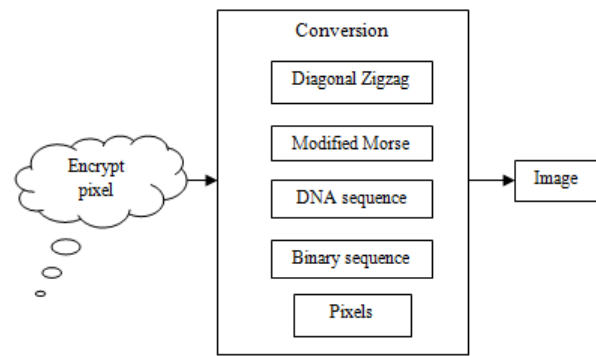 Conversion
Diagonal Zigzag
Modified Morse
Encrypt
pixel
DNA sequence
Image
Binary sequence
Pixels